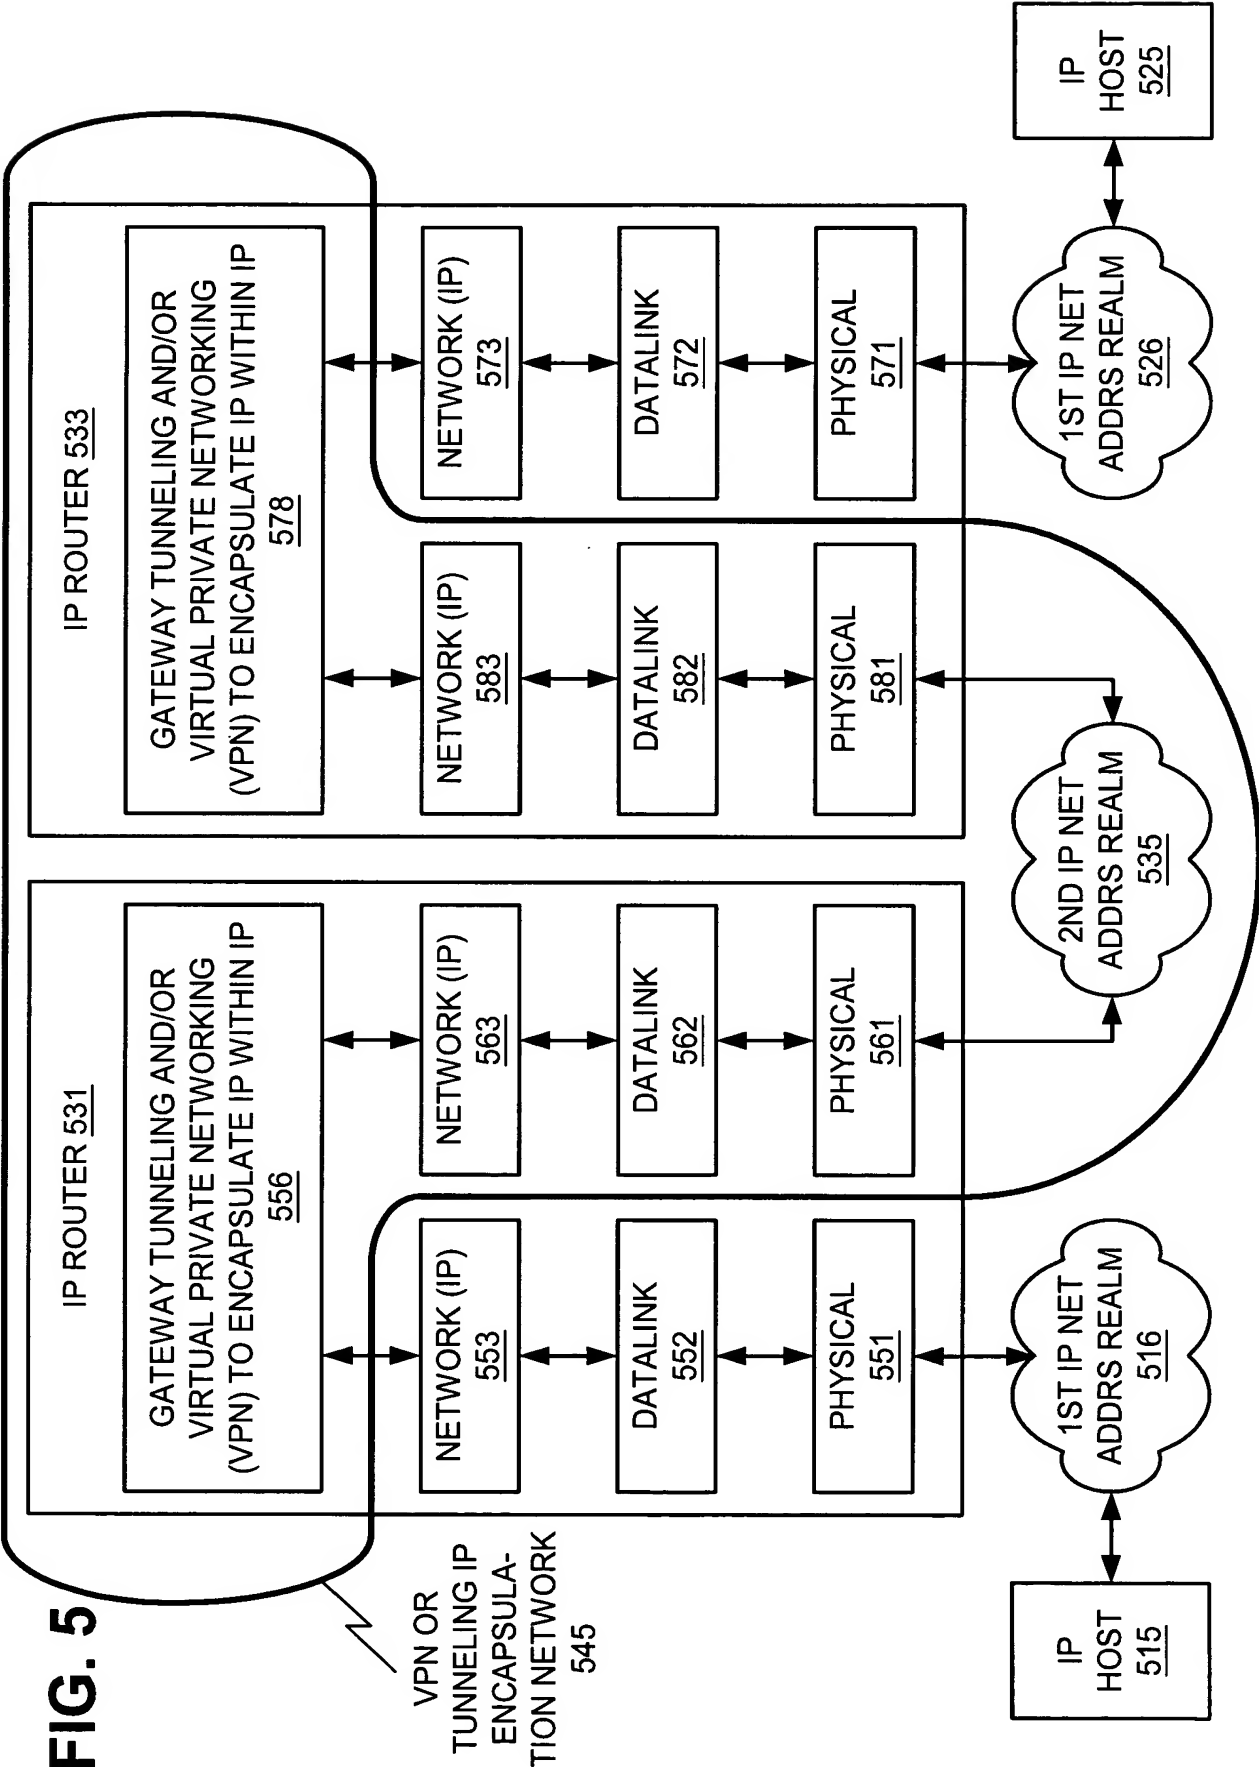 FIG. 5
VPN OR
TUNNELING IP
ENCAPSULA-
TION NETWORK
545
IP ROUTER 531
GATEWAY TUNNELING AND/OR
VIRTUAL PRIVATE NETWORKING
(VPN) TO ENCAPSULATE IP WITHIN IP
556
NETWORK (IP)
553
DATALINK
552
PHYSICAL
551
NETWORK (IP)
563
DATALINK
562
PHYSICAL
561
IP ROUTER 533
GATEWAY TUNNELING AND/OR
VIRTUAL PRIVATE NETWORKING
(VPN) TO ENCAPSULATE IP WITHIN IP
578
NETWORK (IP)
583
DATALINK
582
PHYSICAL
581
NETWORK (IP)
573
DATALINK
572
PHYSICAL
571
IP
HOST
515
1ST IP NET
ADDRS REALM
516
2ND IP NET
ADDRS REALM
535
1ST IP NET
ADDRS REALM
526
IP
HOST
525